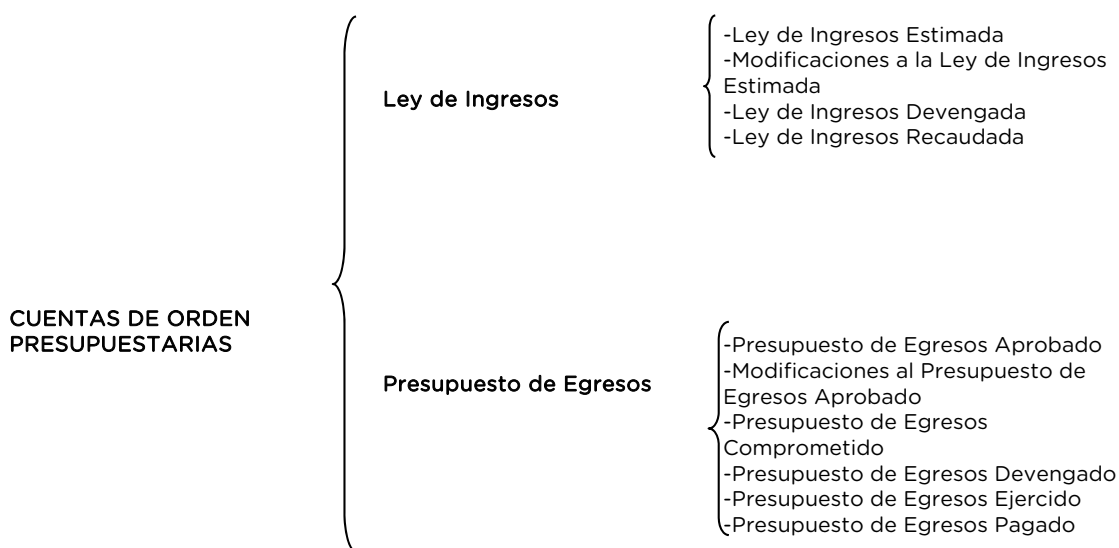 CUENTAS DE ORDEN
PRESUPUESTARIAS
Ley de Ingresos
-Ley de Ingresos Estimada
-Modificaciones a la Ley de Ingresos
Estimada
-Ley de Ingresos Devengada
-Ley de Ingresos Recaudada
Presupuesto de Egresos
-Presupuesto de Egresos Aprobado
-Modificaciones al Presupuesto de
Egresos Aprobado
-Presupuesto de Egresos
Comprometido
-Presupuesto de Egresos Devengado
-Presupuesto de Egresos Ejercido
-Presupuesto de Egresos Pagado